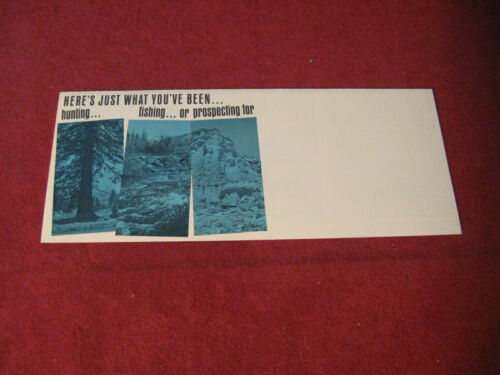 HERE'S JUST WHAT YOU'VE BEEN...
hunting... fishing... or prospecting for